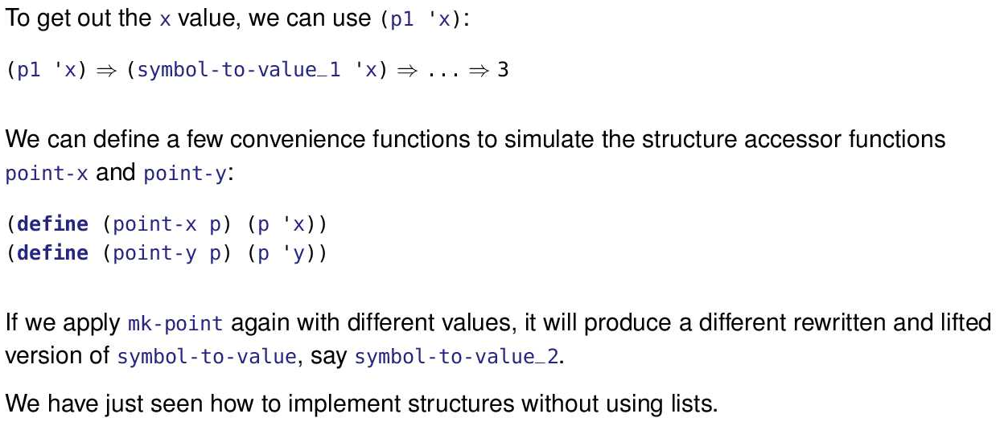 To get out the x value, we can use (p1 'x):
(p1 'x) ⇒ (symbol-to-value_1 'x) ⇒ ... ⇒ 3
We can define a few convenience functions to simulate the structure accessor functions
point-x and point-y:
(define (point-x p) (p 'x))
(define (point-y p) (p 'y))
If we apply mk-point again with different values, it will produce a different rewritten and lifted
version of symbol-to-value, say symbol-to-value_2.
We have just seen how to implement structures without using lists.